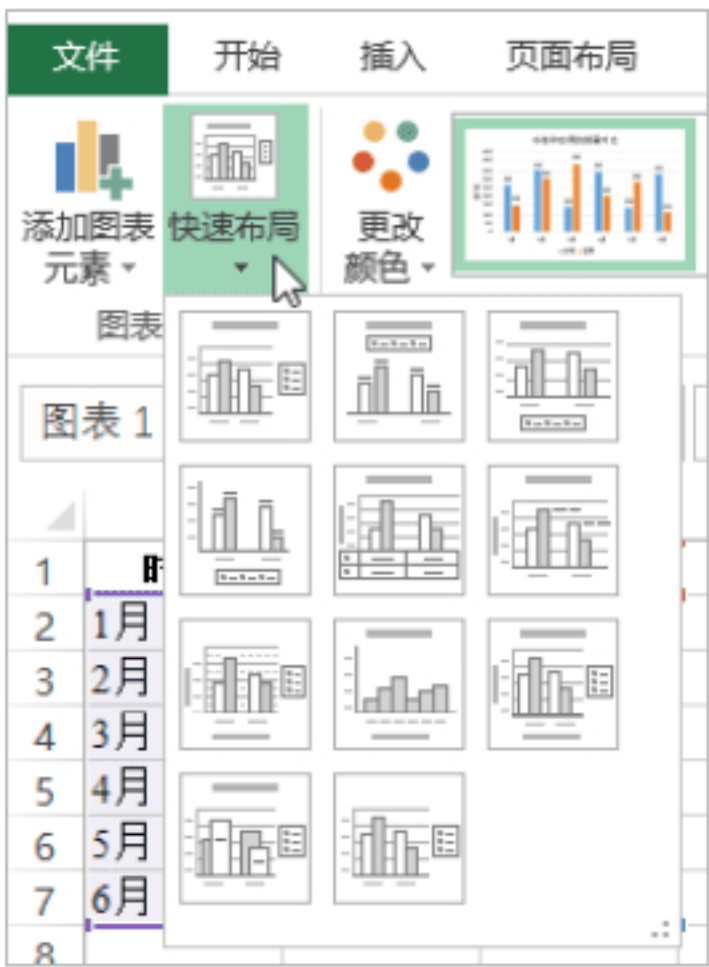 文件 开始 插入 页面布局
添加图表
元素
快速布局
更改
颜色
图表
图表 1
1
2 1月
3 2月
4 3月
5 4月
6 5月
7 6月
8